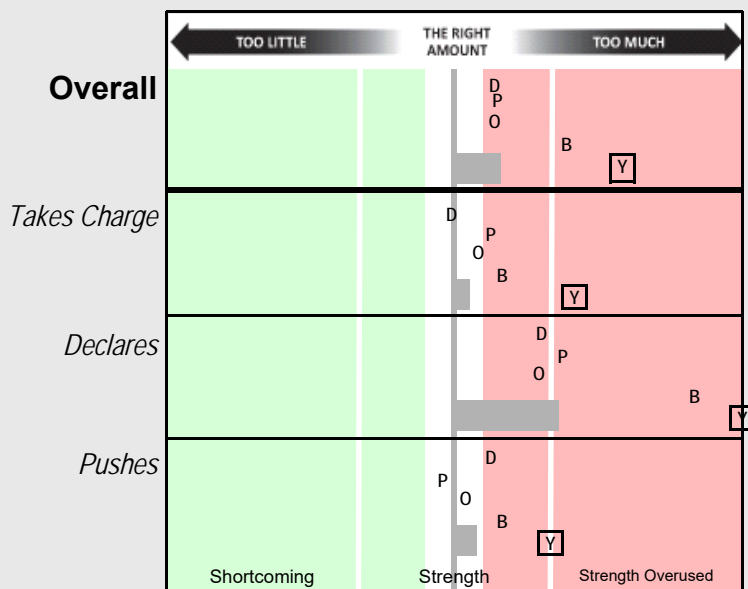 TOO LITTLE
THE RIGHT
AMOUNT
TOO MUCH
Overall
D
P
O
B
Y
Takes Charge
D
P
O
B
Y
Declares
D
P
O
B
Y
Pushes
D
P
O
B
Y
Shortcoming
Strength
Strength Overused